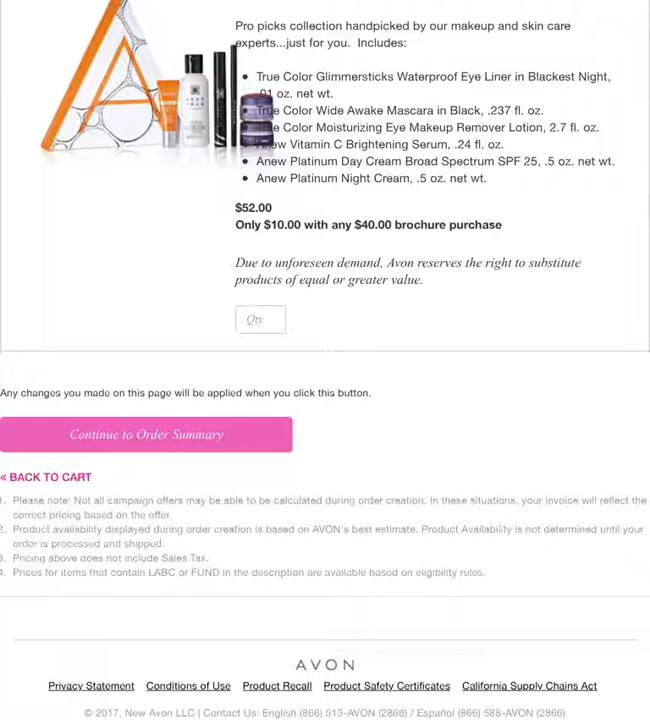 Pro picks collection handpicked by our makeup and skin care
experts...just for you. Includes:
True Color Glimmersticks Waterproof Eye Liner in Blackest Night,
.01 oz. net wt.
True Color Wide Awake Mascara in Black, .237 fl. oz.
True Color Moisturizing Eye Makeup Remover Lotion, 2.7 fl. oz.
Anew Vitamin C Brightening Serum, .24 fl. oz.
Anew Platinum Day Cream Broad Spectrum SPF 25, .5 oz. net wt.
Anew Platinum Night Cream, .5 oz. net wt.
$52.00
Only $10.00 with any $40.00 brochure purchase
Due to unforeseen demand, Avon reserves the right to substitute
products of equal or greater value.
Qty
Any changes you made on this page will be applied when you click this button.
Continue to Order Summary
« BACK TO CART
1. Please note! Not all campaign offers may be able to be calculated during order creation. In these situations, your invoice will reflect the
correct pricing based on the offer.
2. Product availability displayed during order creation is based on AVON's best estimate. Product Availability is not determined until your
order is processed and shipped.
3. Pricing above does not include Sales Tax.
4. Prices for items that contain LABC or FUND in the description are available based on eligibility rules.
AVON
Privacy Statement Conditions of Use Product Recall Product Safety Certificates California Supply Chains Act
© 2017, New Avon LLC | Contact Us: English (866) 513-AVON (2866) / Español (866) 588-AVON (2866)